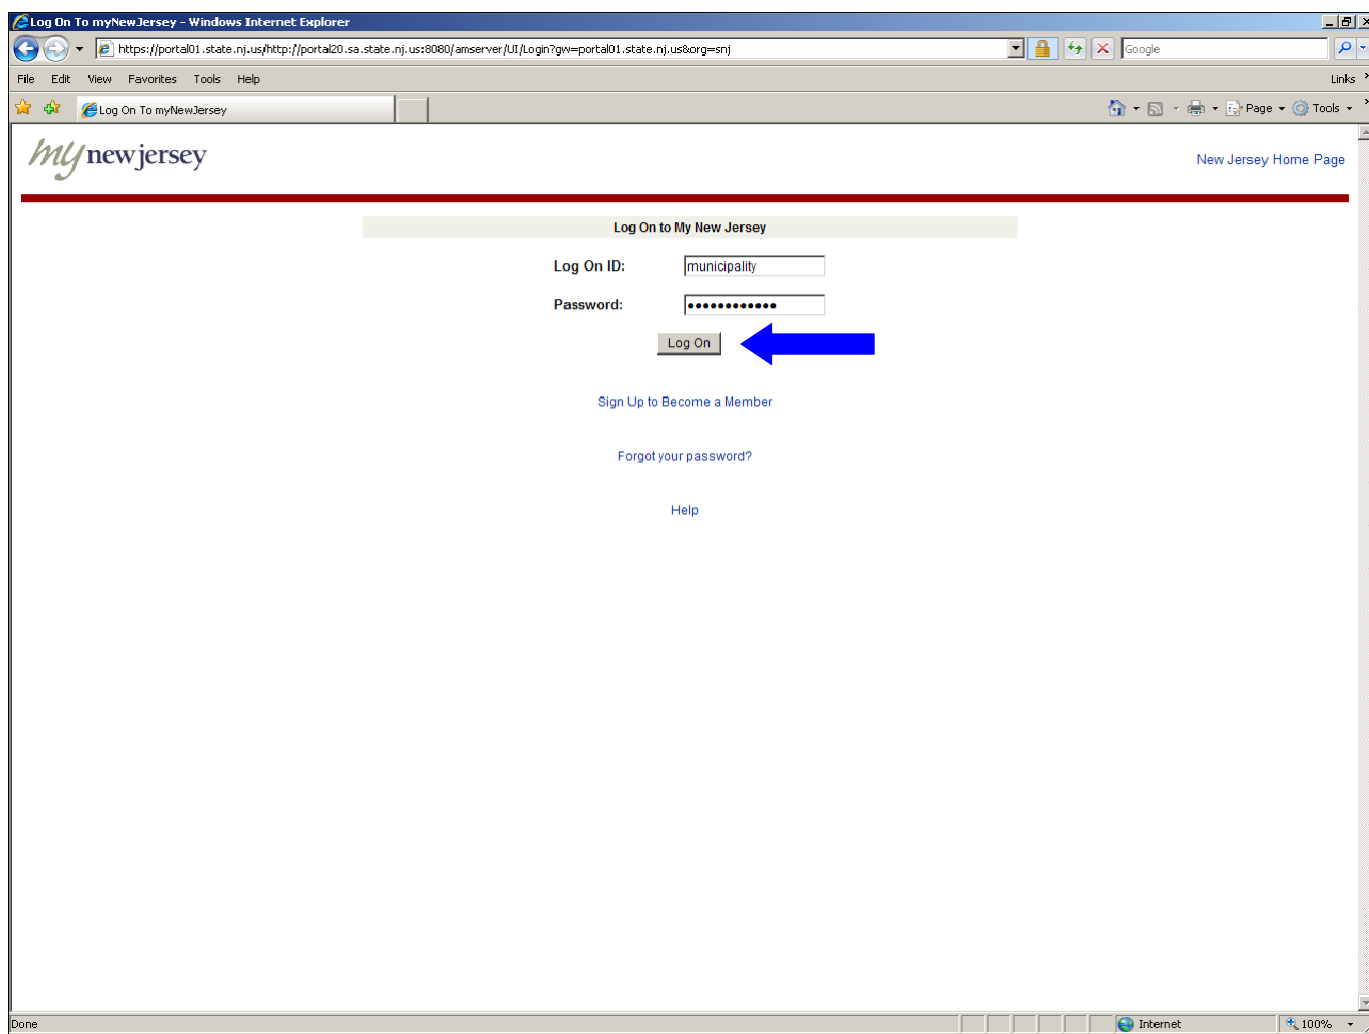 Log On To myNewJersey - Windows Internet Explorer
https://portal01.state.nj.us/http://portal20.sa.state.nj.us:8080/amserver/UI/Login?gw=portal01.state.nj.us&org=snj
Google
File Edit View Favorites Tools Help
Links
Log On To myNewJersey
Page Tools
my new jersey
New Jersey Home Page
Log On to My New Jersey
Log On ID: municipality
Password: ••••••••••••
Log On
Sign Up to Become a Member
Forgot your password?
Help
Done
Internet
100%